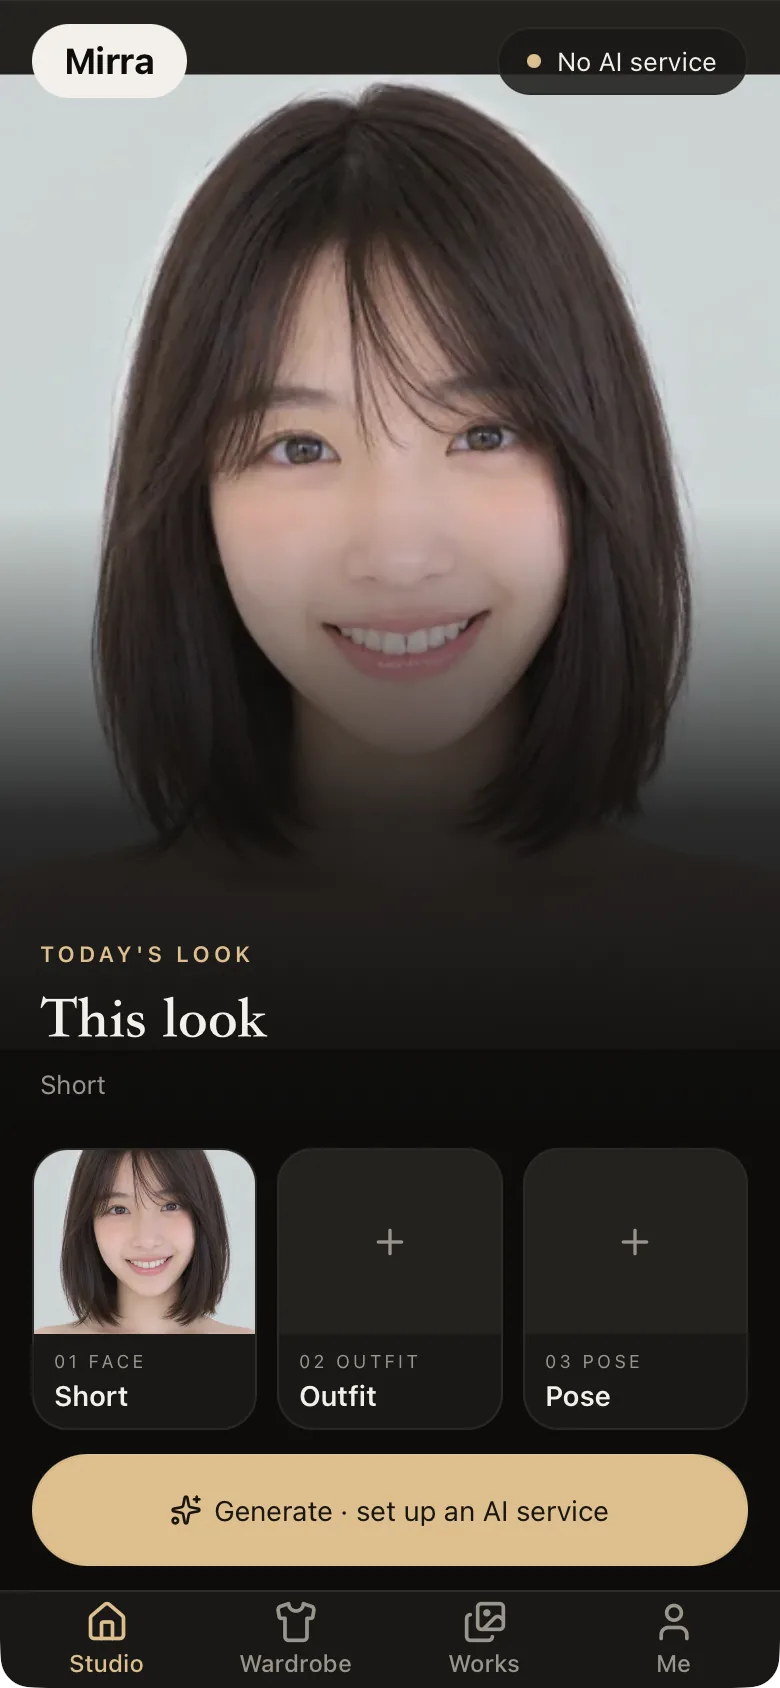 Mirra
No AI service
TODAY'S LOOK
This look
Short
01 FACE
Short
02 OUTFIT
Outfit
03 POSE
Pose
Generate · set up an AI service
Studio
Wardrobe
Works
Me